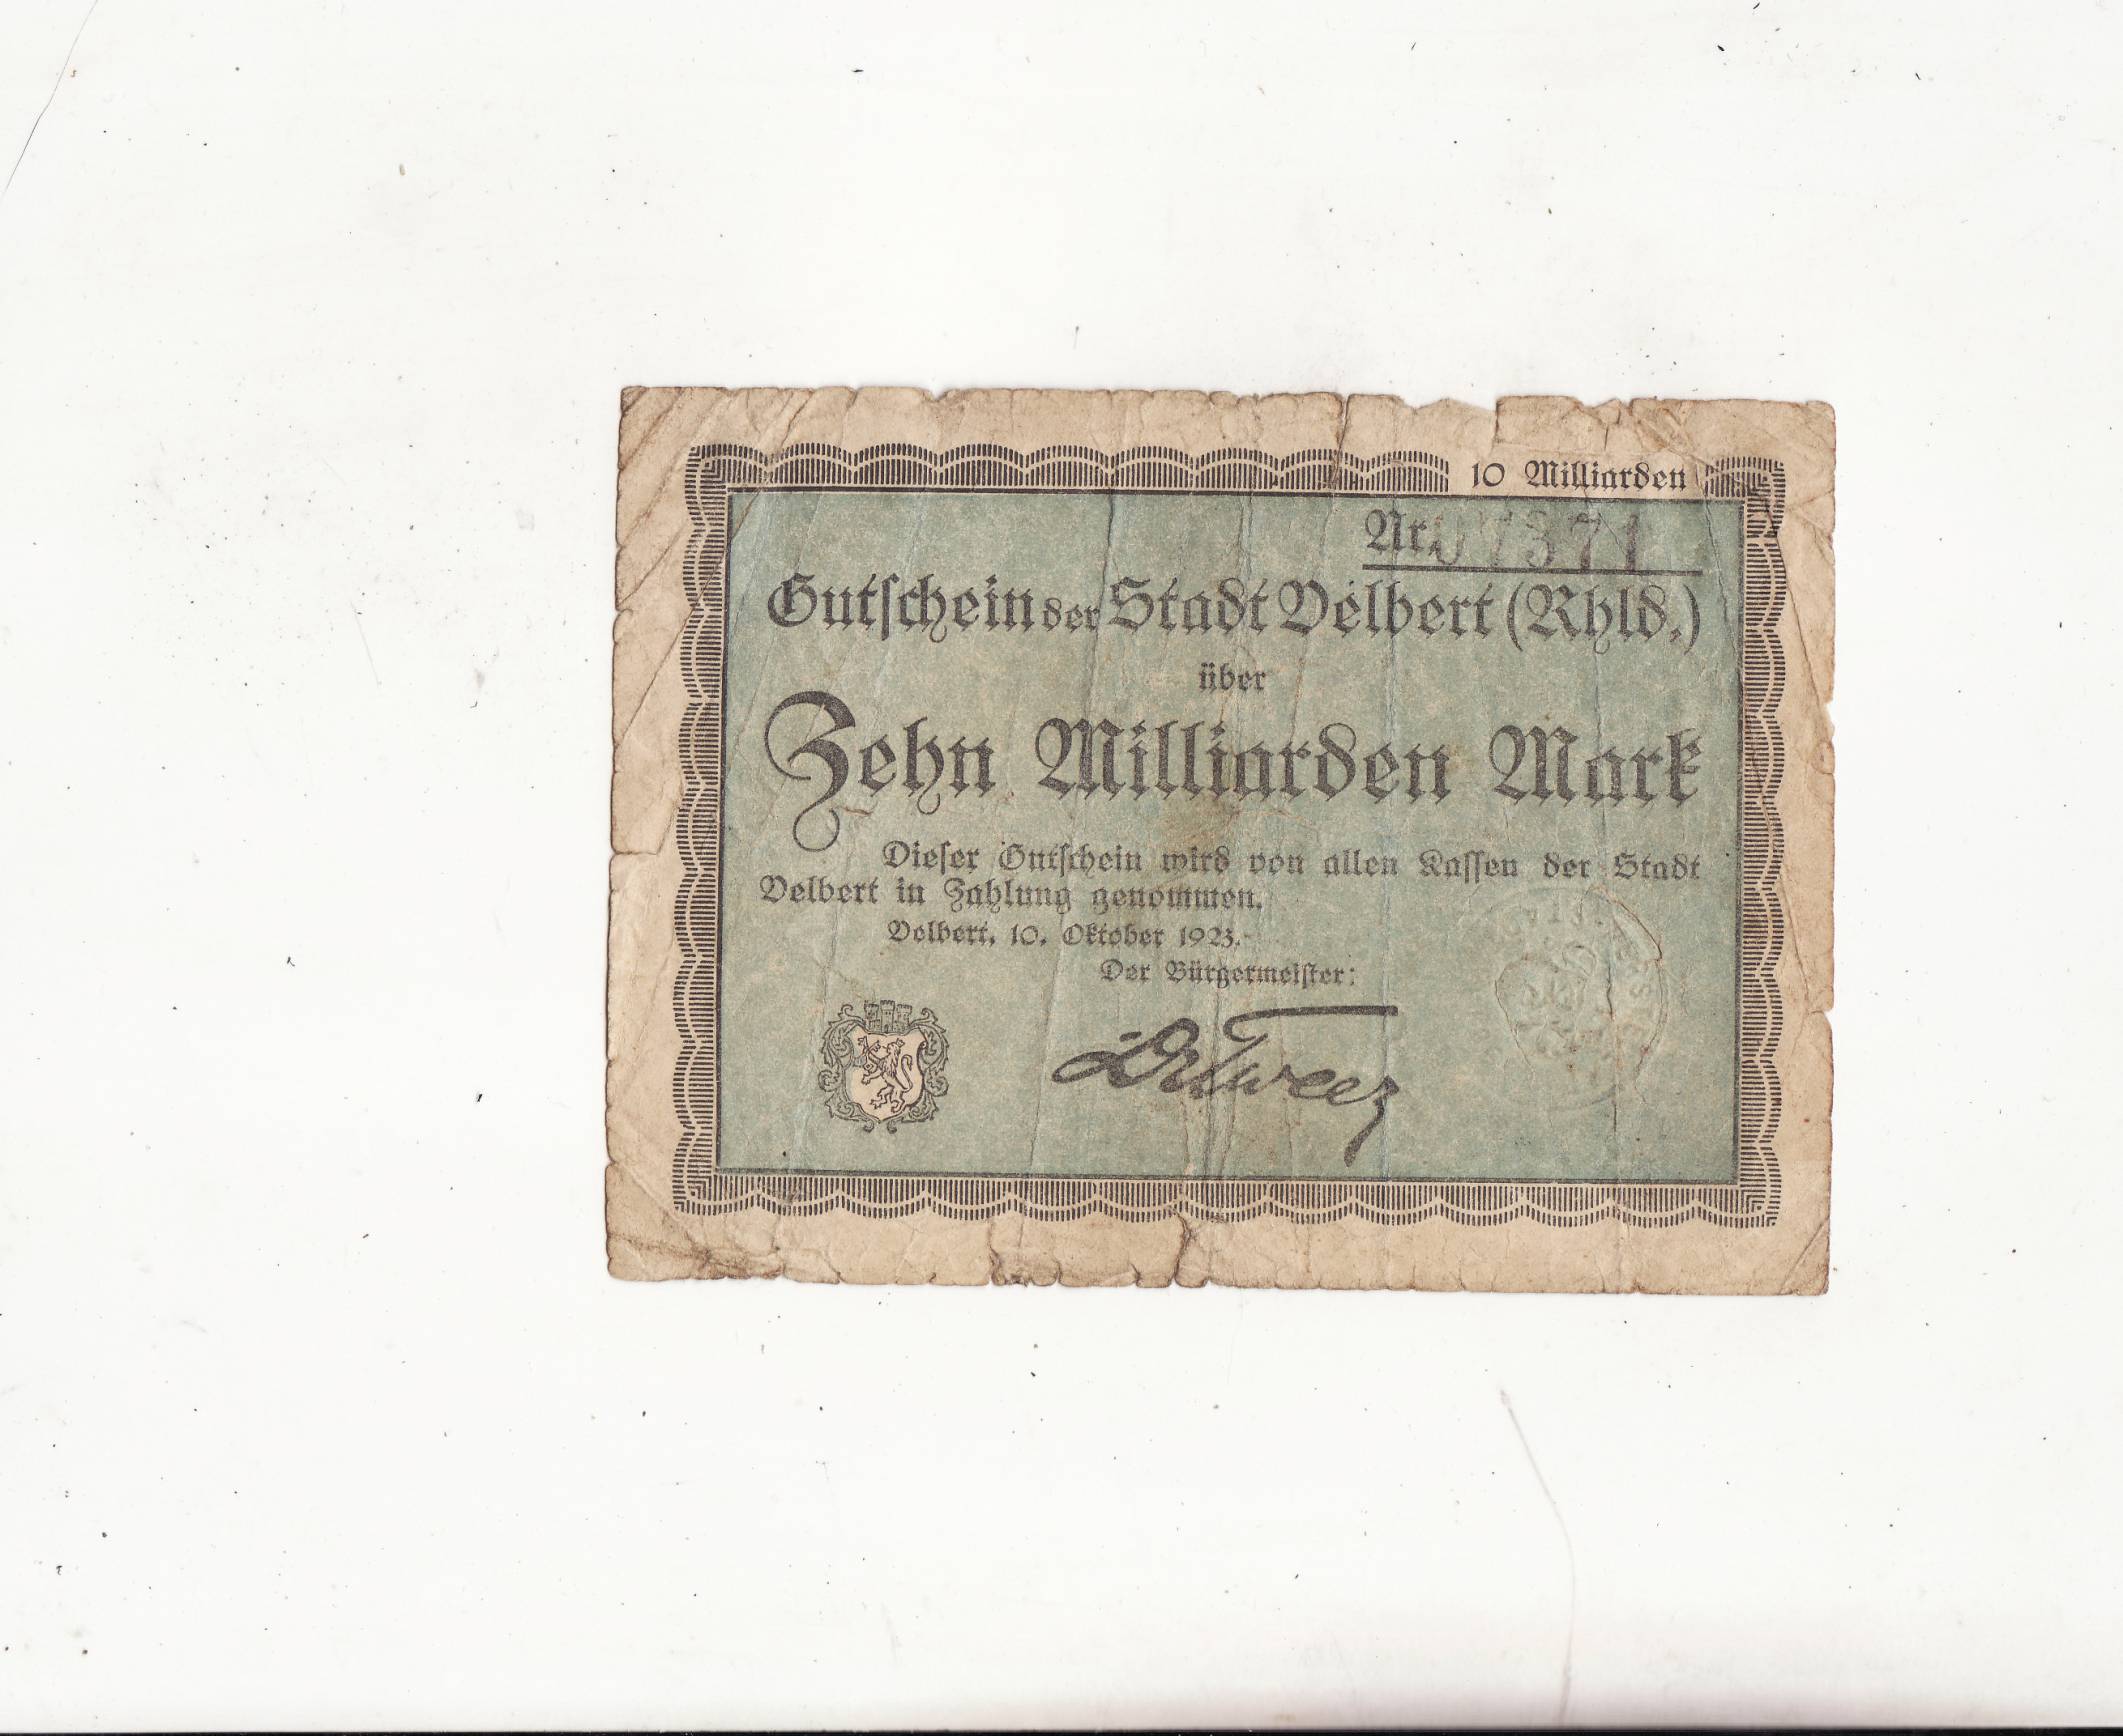 10 Milliarden
Nr. 07371
Gutschein der Stadt Velbert (Rhld.)
über
Zehn Milliarden Mark
Dieser Gutschein wird von allen Kassen der Stadt
Velbert in Zahlung genommen.
Velbert, 10. Oktober 1923.
Der Bürgermeister: